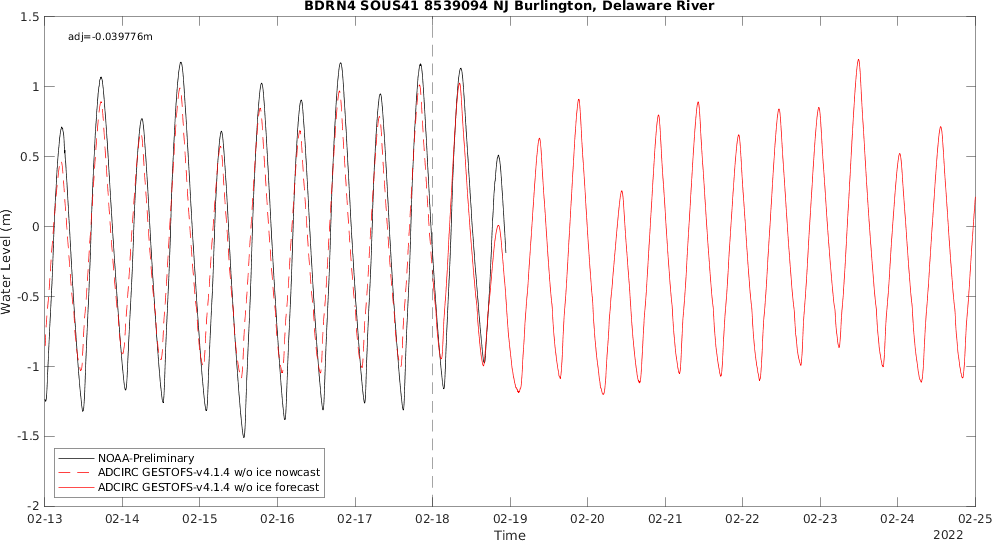 BDRN4 SOUS41 8539094 NJ Burlington, Delaware River
adj=-0.039776m
1.5
1
0.5
0
-0.5
-1
-1.5
-2
Water Level (m)
NOAA-Preliminary
ADCIRC GESTOFS-v4.1.4 w/o ice nowcast
ADCIRC GESTOFS-v4.1.4 w/o ice forecast
02-13 02-14 02-15 02-16 02-17 02-18 02-19 02-20 02-21 02-22 02-23 02-24 02-25
Time
2022